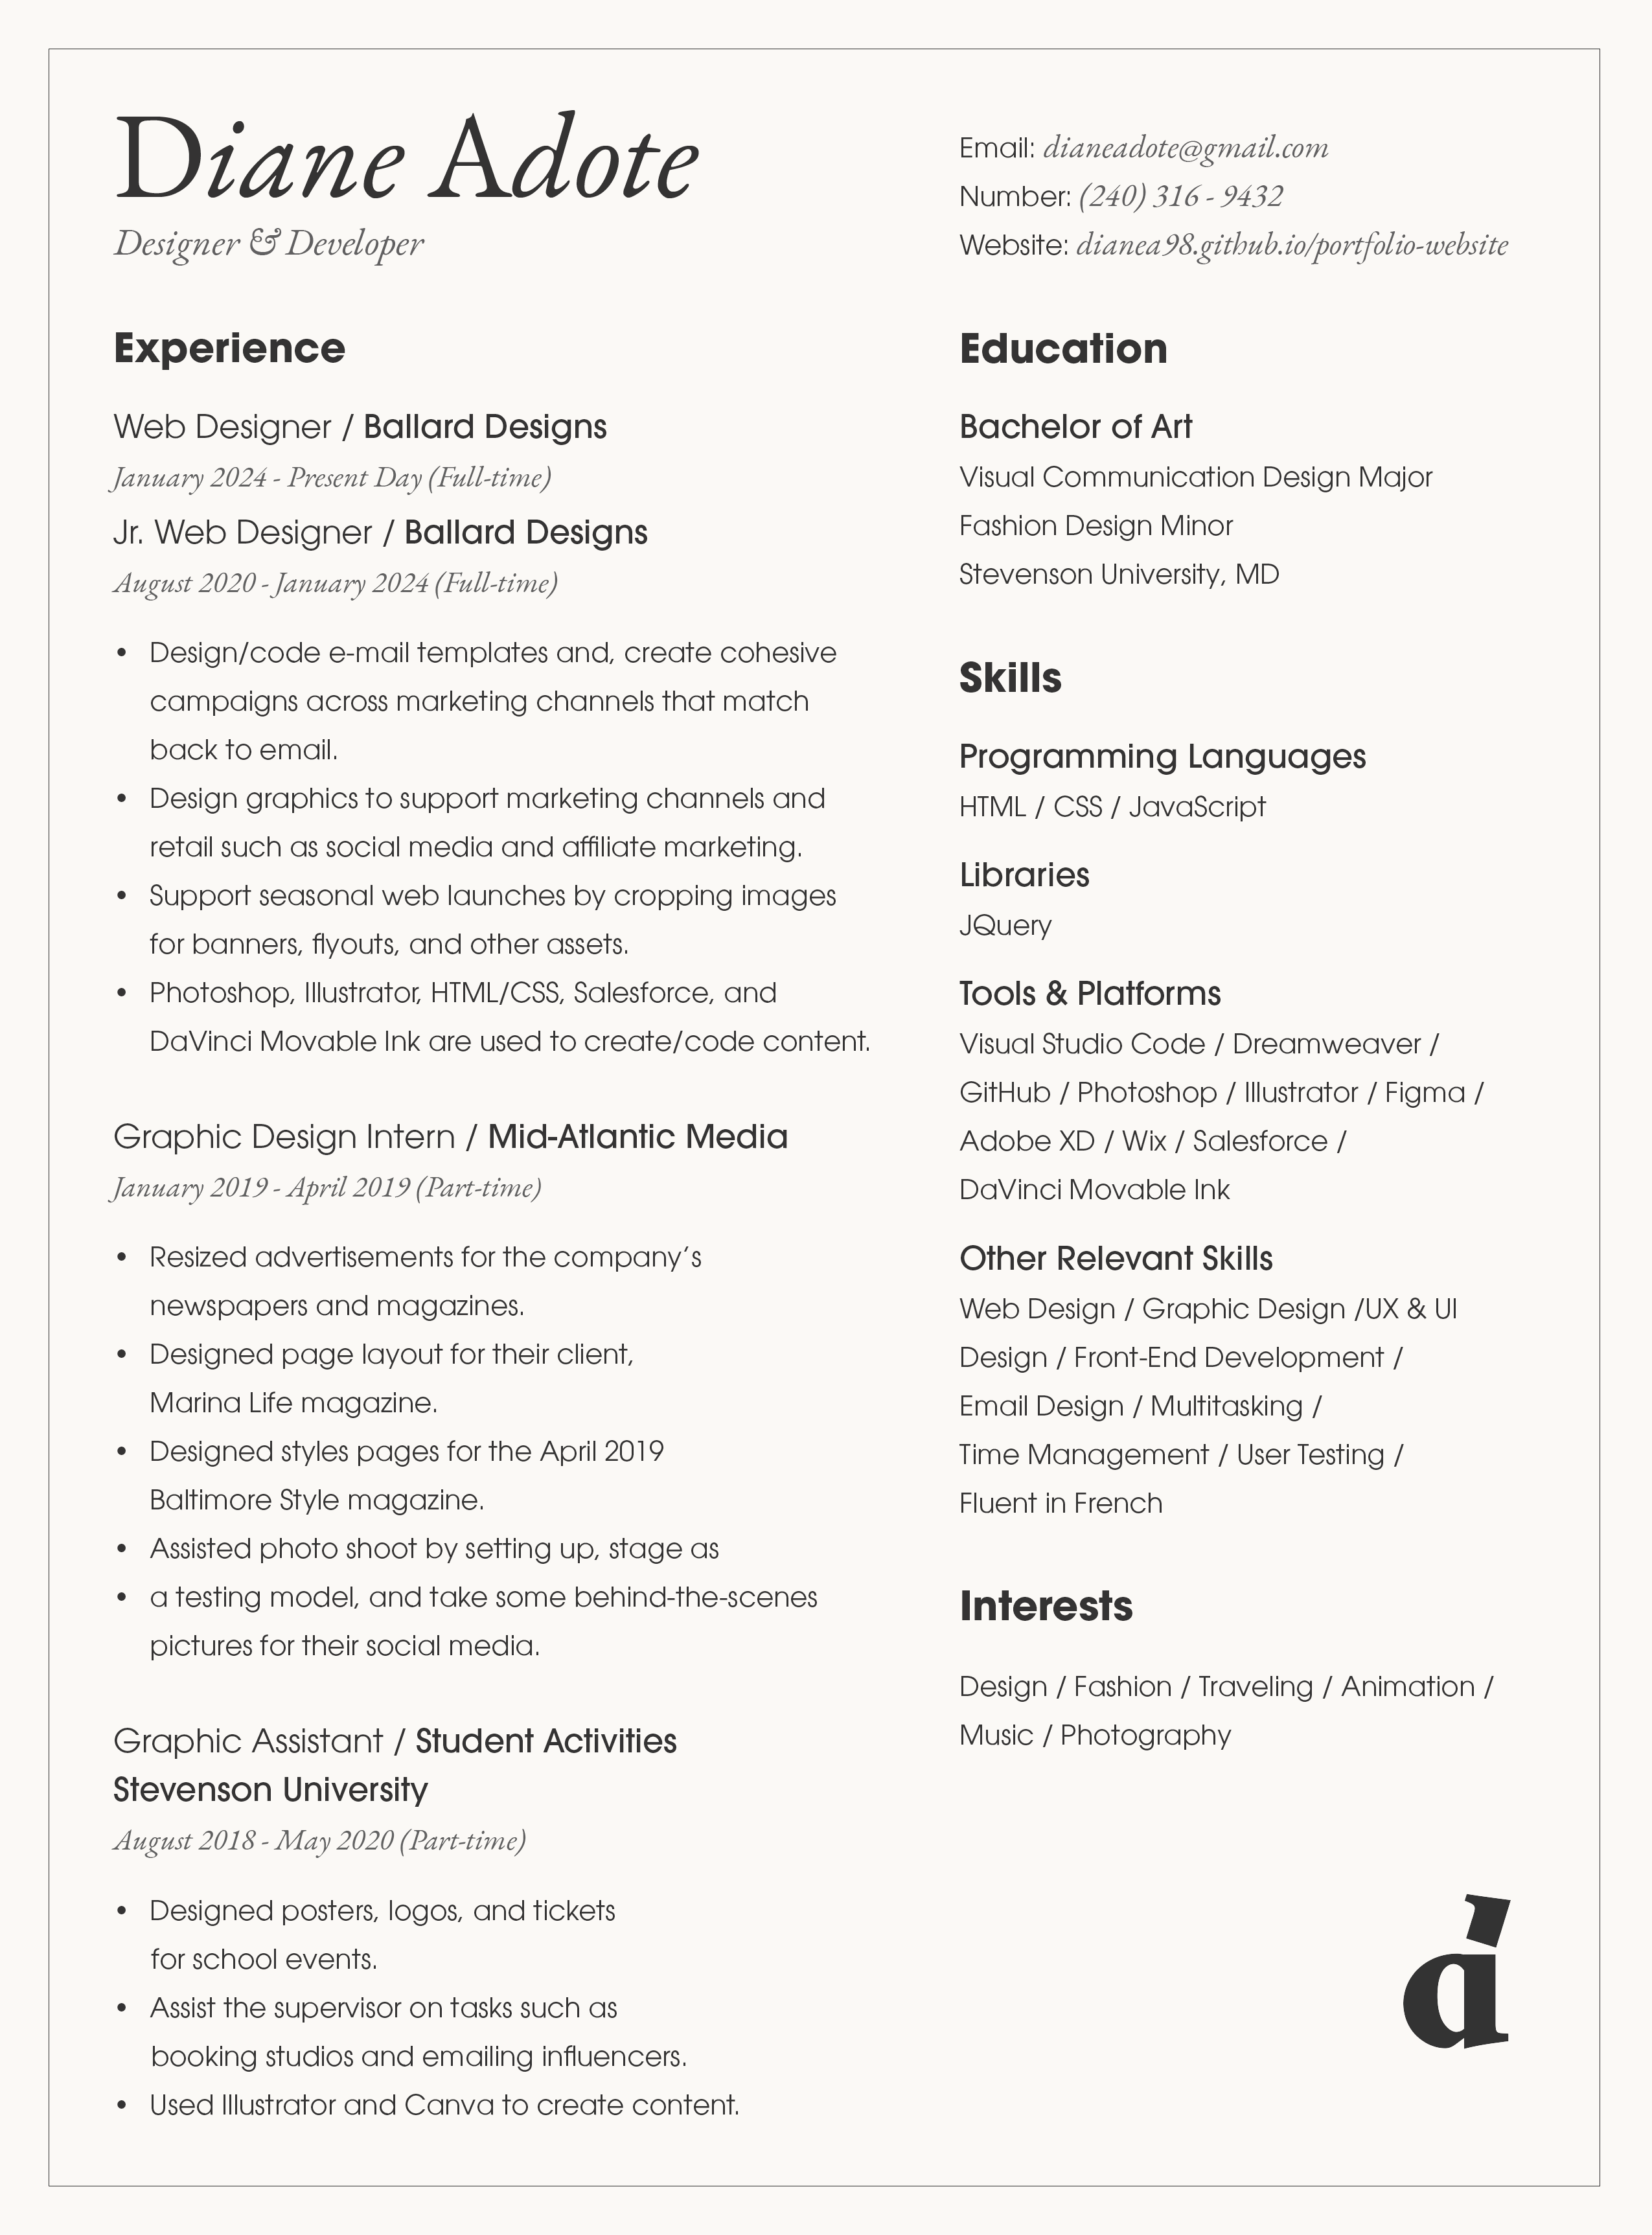 Diane Adote
Designer & Developer
Email: dianeadote@gmail.com
Number: (240) 316 - 9432
Website: dianea98.github.io/portfolio-website
Experience
Web Designer / Ballard Designs
January 2024 - Present Day (Full-time)
Jr. Web Designer / Ballard Designs
August 2020 - January 2024 (Full-time)
• Design/code e-mail templates and, create cohesive
campaigns across marketing channels that match
back to email.
• Design graphics to support marketing channels and
retail such as social media and affiliate marketing.
• Support seasonal web launches by cropping images
for banners, flyouts, and other assets.
• Photoshop, Illustrator, HTML/CSS, Salesforce, and
DaVinci Movable Ink are used to create/code content.
Graphic Design Intern / Mid-Atlantic Media
January 2019 - April 2019 (Part-time)
• Resized advertisements for the company’s
newspapers and magazines.
• Designed page layout for their client,
Marina Life magazine.
• Designed styles pages for the April 2019
Baltimore Style magazine.
• Assisted photo shoot by setting up, stage as
• a testing model, and take some behind-the-scenes
pictures for their social media.
Graphic Assistant / Student Activities
Stevenson University
August 2018 - May 2020 (Part-time)
• Designed posters, logos, and tickets
for school events.
• Assist the supervisor on tasks such as
booking studios and emailing influencers.
• Used Illustrator and Canva to create content.
Education
Bachelor of Art
Visual Communication Design Major
Fashion Design Minor
Stevenson University, MD
Skills
Programming Languages
HTML / CSS / JavaScript
Libraries
JQuery
Tools & Platforms
Visual Studio Code / Dreamweaver /
GitHub / Photoshop / Illustrator / Figma /
Adobe XD / Wix / Salesforce /
DaVinci Movable Ink
Other Relevant Skills
Web Design / Graphic Design /UX & UI
Design / Front-End Development /
Email Design / Multitasking /
Time Management / User Testing /
Fluent in French
Interests
Design / Fashion / Traveling / Animation /
Music / Photography
d